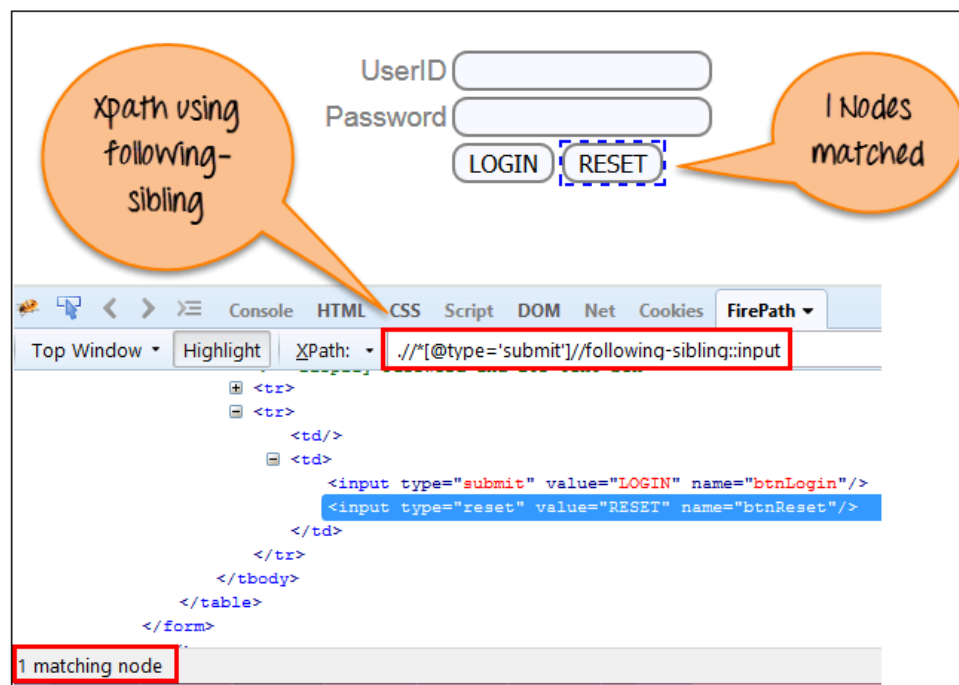 UserID
Password
LOGIN RESET
Xpath using
following-
sibling
1 Nodes
matched
Console HTML CSS Script DOM Net Cookies FirePath
Top Window Highlight XPath: .//*[@type='submit']//following-sibling::input
<tr>
<tr>
<td/>
<td>
<input type="submit" value="LOGIN" name="btnLogin"/>
<input type="reset" value="RESET" name="btnReset"/>
</td>
</tr>
</tbody>
</table>
</form>
1 matching node